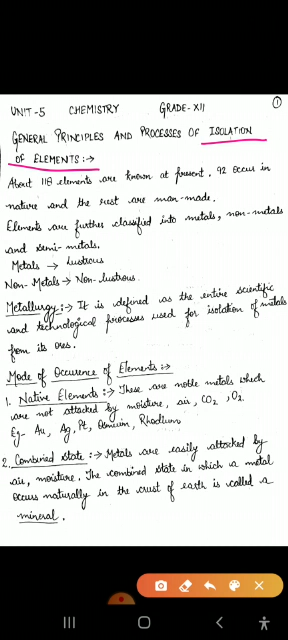 UNIT-5 CHEMISTRY GRADE-XII
1
GENERAL PRINCIPLES AND PROCESSES OF ISOLATION
OF ELEMENTS:→
About 118 elements are known at present. 92 occur in
nature and the rest are man-made.
Elements are further classified into metals, non-metals
and semi-metals.
Metals → Lustrous
Non-Metals → Non-lustrous.
Metallurgy:→ It is defined as the entire scientific
and technological processes used for isolation of metals
from its ores.
Mode of Occurence of Elements:→
1. Native Elements:→ These are noble metals which
are not attacked by moisture, air, CO2, O2.
Eg- Au, Ag, Pt, Osmium, Rhodium
2. Combined State:→ Metals are easily attacked by
air, moisture. The combined state in which a metal
occurs naturally in the crust of earth is called a
mineral.